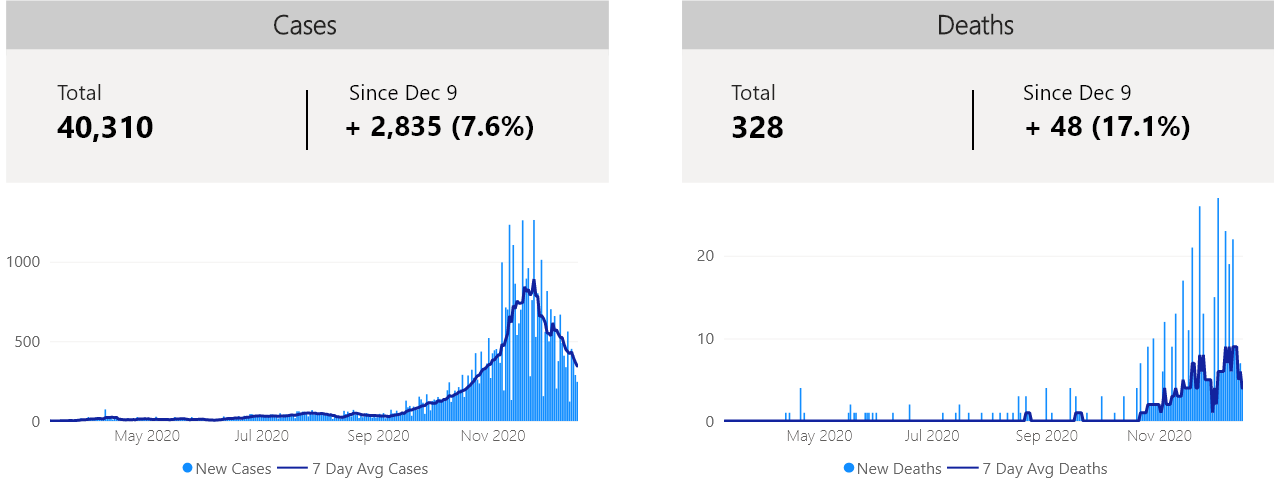 Cases
Total
40,310
Since Dec 9
+ 2,835 (7.6%)
1000
500
0
May 2020 Jul 2020 Sep 2020 Nov 2020
New Cases 7 Day Avg Cases
Deaths
Total
328
Since Dec 9
+ 48 (17.1%)
20
10
0
May 2020 Jul 2020 Sep 2020 Nov 2020
New Deaths 7 Day Avg Deaths